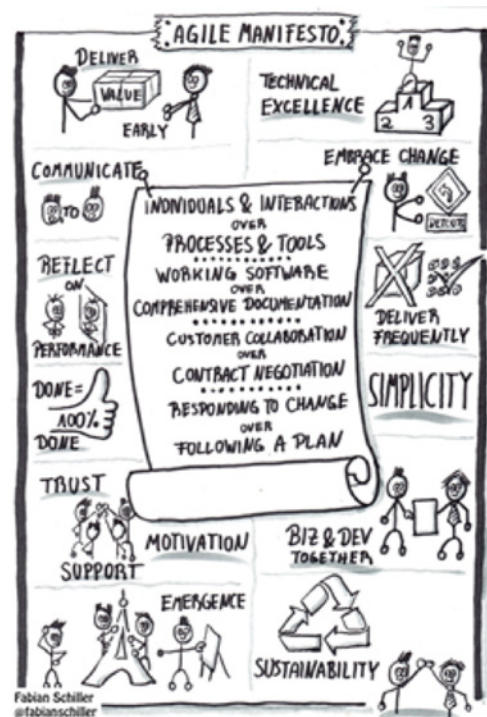 AGILE MANIFESTO
DELIVER
VALUE
EARLY
TECHNICAL
EXCELLENCE
1
2 3
COMMUNICATE
TO
EMBRACE CHANGE
DETOUR
INDIVIDUALS & INTERACTIONS
OVER
PROCESSES & TOOLS
WORKING SOFTWARE
OVER
COMPREHENSIVE DOCUMENTATION
CUSTOMER COLLABORATION
OVER
CONTRACT NEGOTIATION
RESPONDING TO CHANGE
OVER
FOLLOWING A PLAN
REFLECT
ON
PERFORMANCE
DELIVER
FREQUENTLY
DONE=
100%
DONE
SIMPLICITY
TRUST
SUPPORT
MOTIVATION
BIZ & DEV
TOGETHER
EMERGENCE
SUSTAINABILITY
Fabian Schiller
@fabianschiller